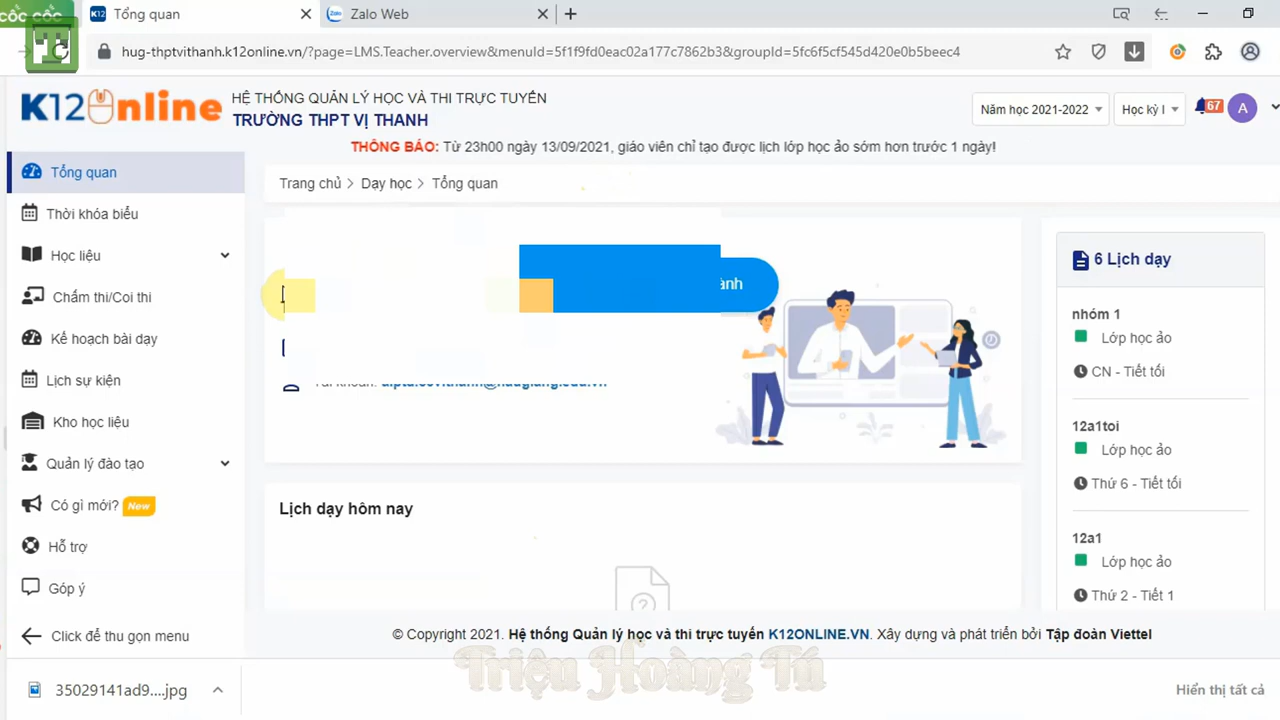 cốc cốc
Tổng quan
Zalo Web
hug-thptvithanh.k12online.vn/?page=LMS.Teacher.overview&menuId=5f1f9fd0eac02a177c7862b3&groupId=5fc6f5cf545d420e0b5beec4
K12Online
HỆ THỐNG QUẢN LÝ HỌC VÀ THI TRỰC TUYẾN
TRƯỜNG THPT VỊ THANH
Năm học 2021-2022
Học kỳ I
67
A
THÔNG BÁO: Từ 23h00 ngày 13/09/2021, giáo viên chỉ tạo được lịch lớp học ảo sớm hơn trước 1 ngày!
Trang chủ > Dạy học > Tổng quan
Tổng quan
Thời khóa biểu
Học liệu
Chấm thi/Coi thi
Kế hoạch bài dạy
Lịch sự kiện
Kho học liệu
Quản lý đào tạo
Có gì mới? New
Hỗ trợ
Góp ý
Click để thu gọn menu
ành
Lịch dạy hôm nay
6 Lịch dạy
nhóm 1
Lớp học ảo
CN - Tiết tối
12a1toi
Lớp học ảo
Thứ 6 - Tiết tối
12a1
Lớp học ảo
Thứ 2 - Tiết 1
© Copyright 2021. Hệ thống Quản lý học và thi trực tuyến K12ONLINE.VN. Xây dựng và phát triển bởi Tập đoàn Viettel
Triệu Hoàng Tú
35029141ad9....jpg
Hiển thị tất cả